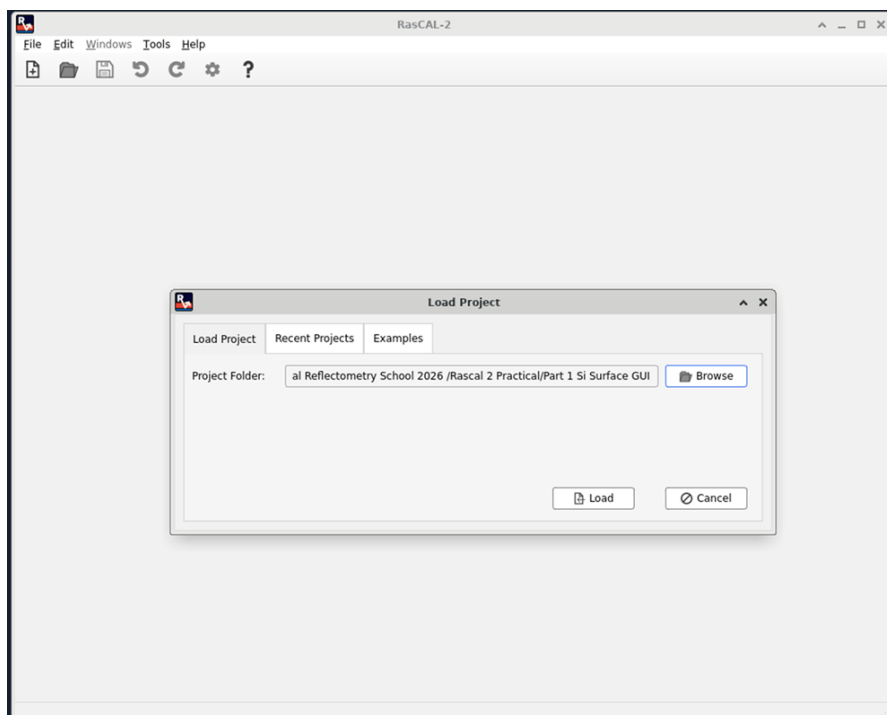 RasCAL-2
File Edit Windows Tools Help
?
Load Project
Load Project Recent Projects Examples
Project Folder: al Reflectometry School 2026 /Rascal 2 Practical/Part 1 Si Surface GUI Browse
Load Cancel